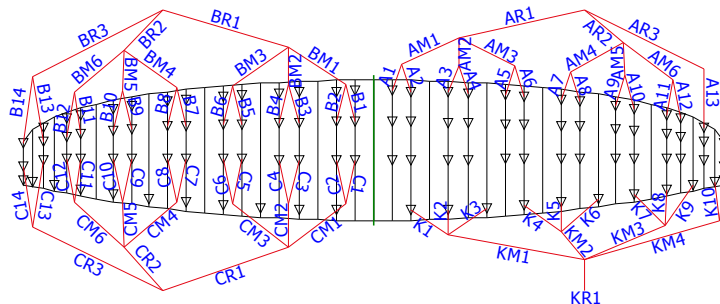 BR3
BR2
BR1
AR1
AR2
AR3
BM6
BM5
BM4
BM3
BM2
BM1
AM1
AM2
AM3
AM4
AM5
AM6
B14
B13
B12
B11
B10
B9
B8
B7
B6
B5
B4
B3
B2
B1
A1
A2
A3
A4
A5
A6
A7
A8
A9
A10
A11
A12
A13
C14
C13
C12
C11
C10
C9
C8
C7
C6
C5
C4
C3
C2
C1
K1
K2
K3
K4
K5
K6
K7
K8
K9
K10
CM6
CM5
CM4
CM3
CM2
CM1
KM1
KM2
KM3
KM4
CR3
CR2
CR1
KR1